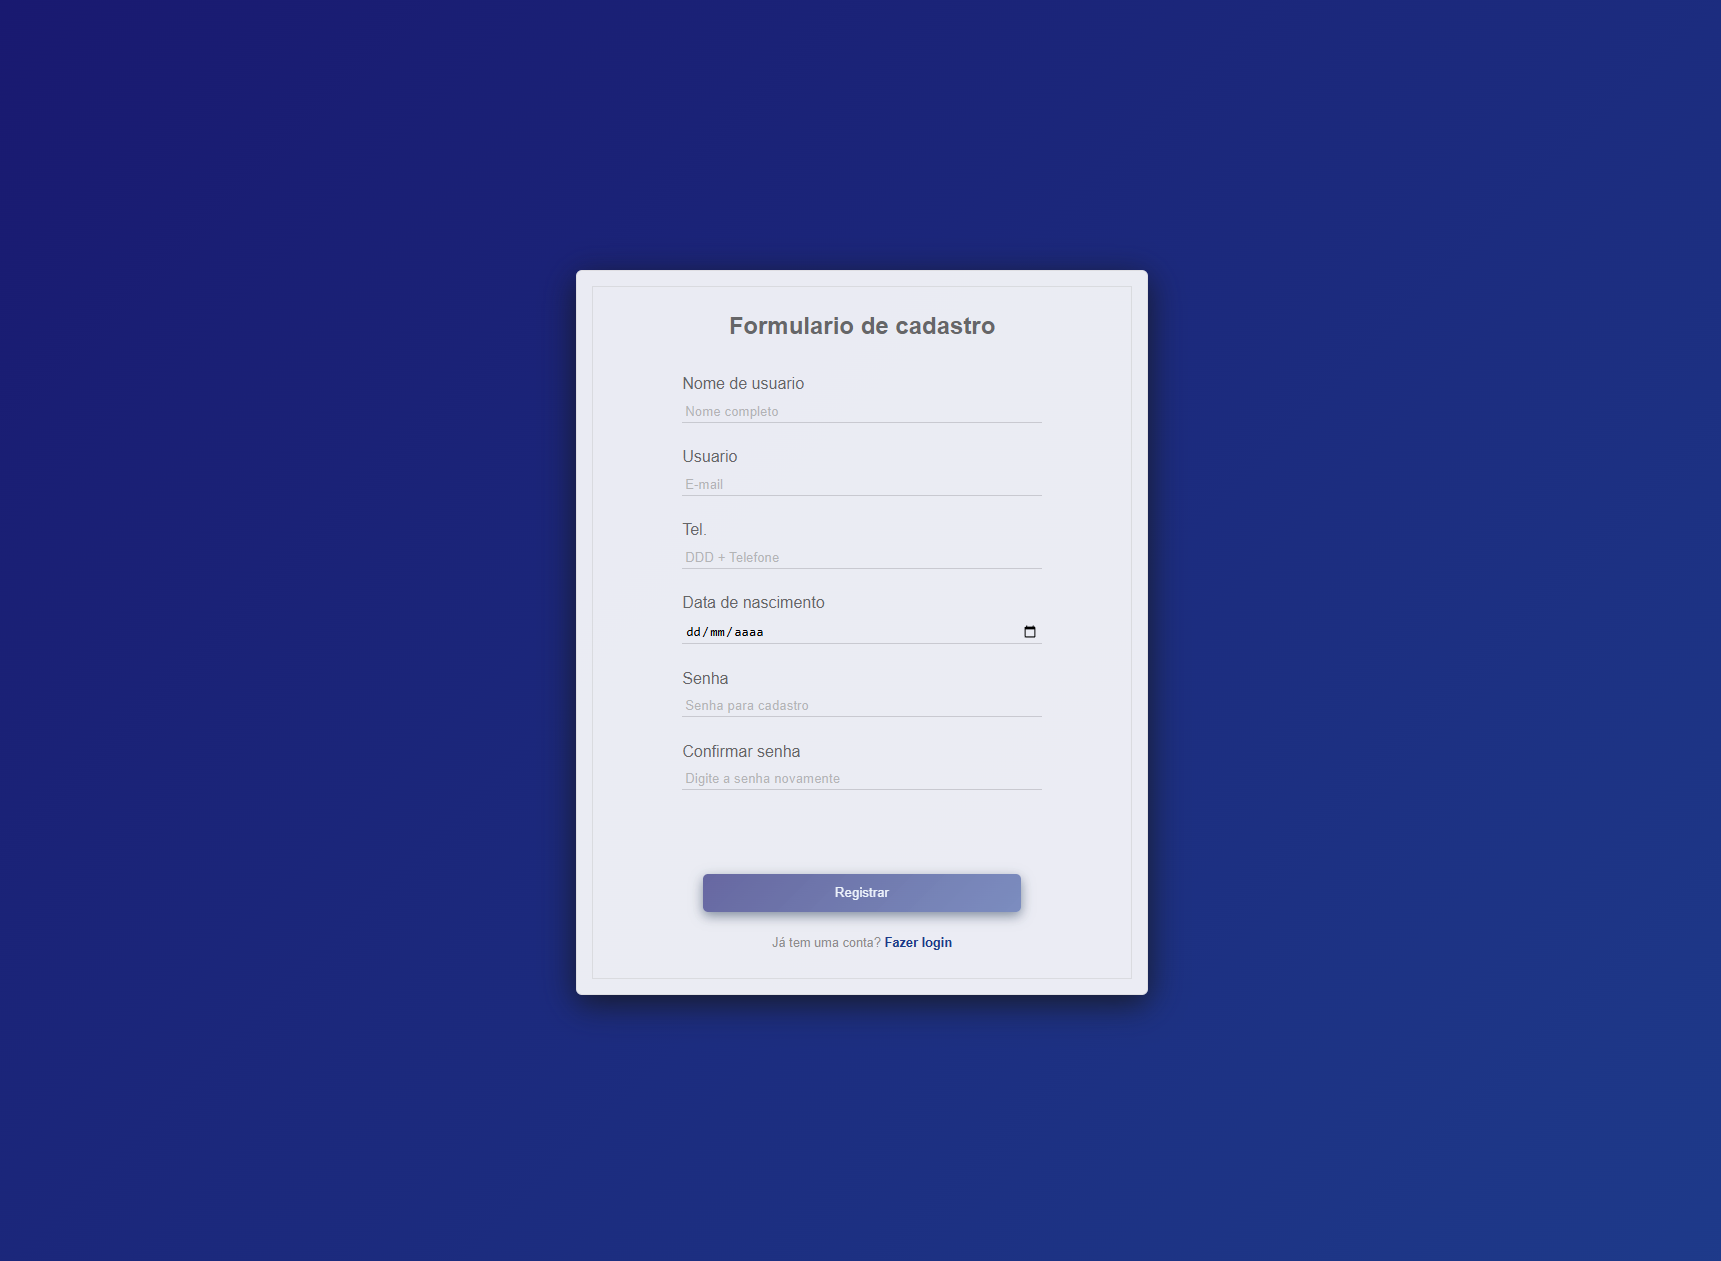 Formulario de cadastro
Nome de usuario
Nome completo
Usuario
E-mail
Tel.
DDD + Telefone
Data de nascimento
dd/mm/aaaa
Senha
Senha para cadastro
Confirmar senha
Digite a senha novamente
Registrar
Já tem uma conta? Fazer login